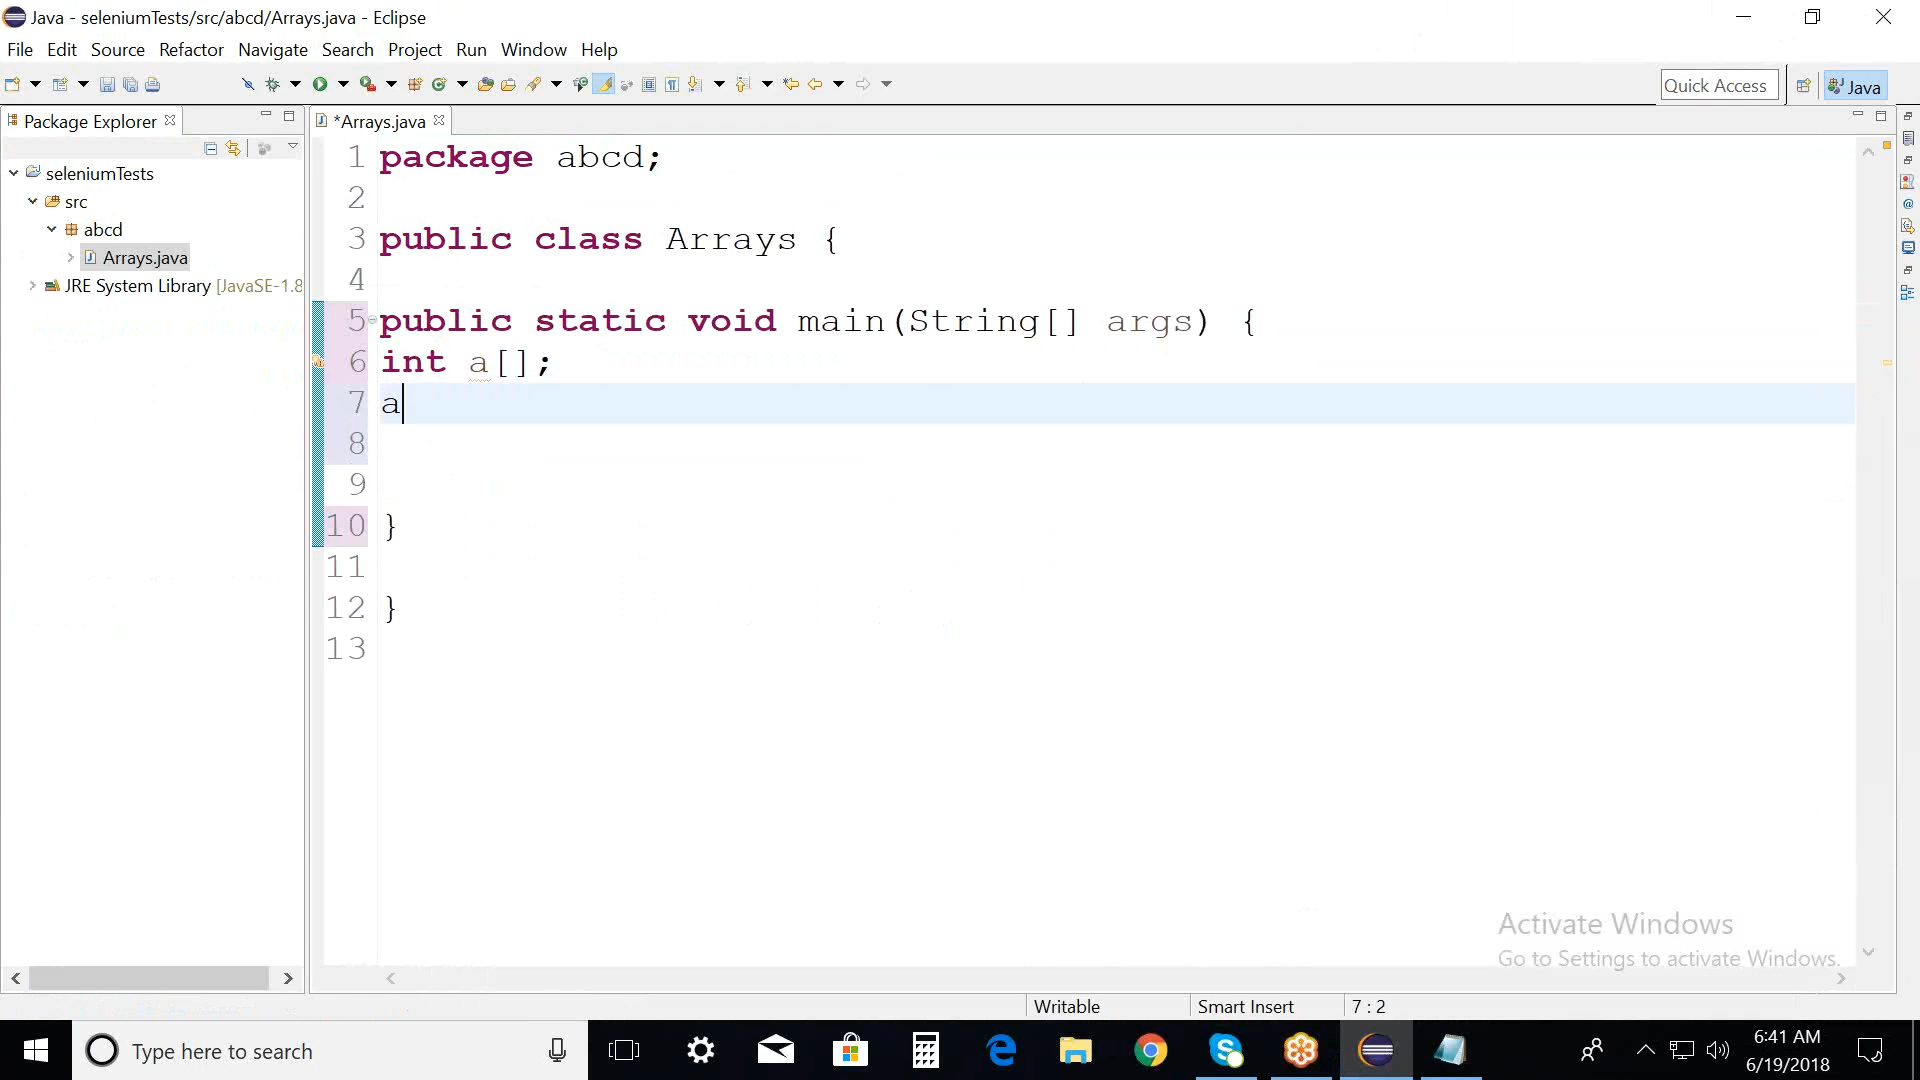 Java - seleniumTests/src/abcd/Arrays.java - Eclipse
File Edit Source Refactor Navigate Search Project Run Window Help
Quick Access
Java
Package Explorer
*Arrays.java
seleniumTests
src
abcd
Arrays.java
JRE System Library [JavaSE-1.8
1 package abcd;
2
3 public class Arrays {
4
5 public static void main(String[] args) {
6 int a[];
7 a
8
9
10 }
11
12 }
13
Activate Windows
Go to Settings to activate Windows.
Writable
Smart Insert
7 : 2
Type here to search
6:41 AM
6/19/2018